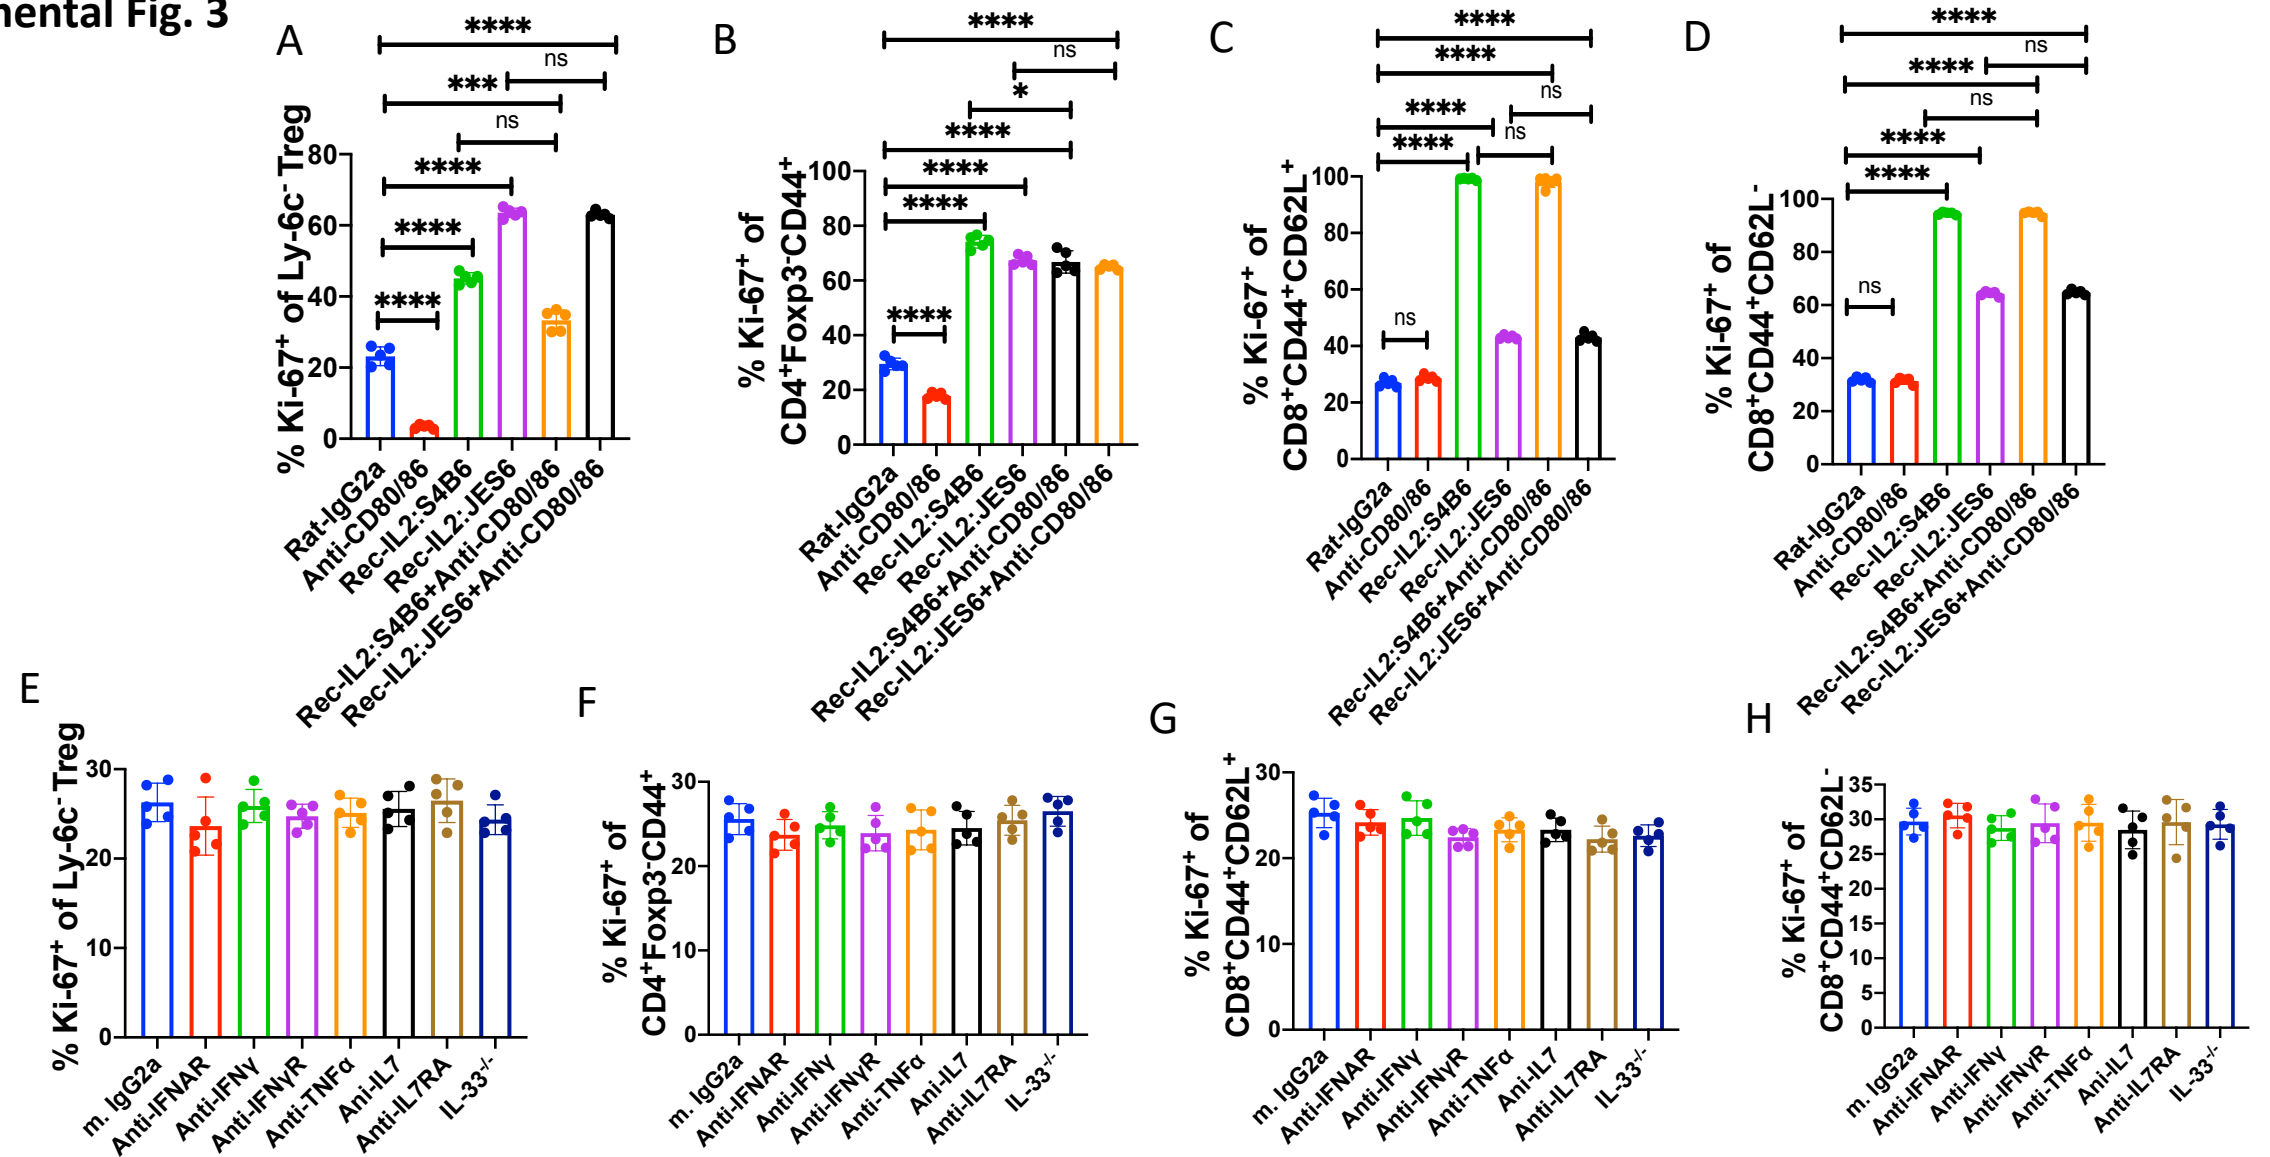 nental Fig. 3
A
% Ki-67⁺ of Ly-6c⁻Treg
80
60
40
20
0
****
ns
***
ns
****
****
****
Rat-IgG2a
Anti-CD80/86
Rec-IL2:S4B6
Rec-IL2:JES6
Rec-IL2:S4B6+Anti-CD80/86
Rec-IL2:JES6+Anti-CD80/86
B
% Ki-67⁺ of
CD4⁺Foxp3⁻CD44⁺
100
80
60
40
20
0
****
ns
*
****
****
****
****
Rat-IgG2a
Anti-CD80/86
Rec-IL2:S4B6
Rec-IL2:JES6
Rec-IL2:S4B6+Anti-CD80/86
Rec-IL2:JES6+Anti-CD80/86
C
% Ki-67⁺ of
CD8⁺CD44⁺CD62L⁺
100
80
60
40
20
0
****
****
ns
****
ns
****
ns
Rat-IgG2a
Anti-CD80/86
Rec-IL2:S4B6
Rec-IL2:JES6
Rec-IL2:S4B6+Anti-CD80/86
Rec-IL2:JES6+Anti-CD80/86
D
% Ki-67⁺ of
CD8⁺CD44⁺CD62L⁻
100
80
60
40
20
0
****
ns
****
ns
****
****
ns
Rat-IgG2a
Anti-CD80/86
Rec-IL2:S4B6
Rec-IL2:JES6
Rec-IL2:S4B6+Anti-CD80/86
Rec-IL2:JES6+Anti-CD80/86
E
% Ki-67⁺ of Ly-6c⁻Treg
30
20
10
0
m. IgG2a
Anti-IFNAR
Anti-IFNγ
Anti-IFNγR
Anti-TNFα
Ani-IL7
Anti-IL7RA
IL-33⁻/⁻
F
% Ki-67⁺ of
CD4⁺Foxp3⁻CD44⁺
30
20
10
0
m. IgG2a
Anti-IFNAR
Anti-IFNγ
Anti-IFNγR
Anti-TNFα
Ani-IL7
Anti-IL7RA
IL-33⁻/⁻
G
% Ki-67⁺ of
CD8⁺CD44⁺CD62L⁺
30
20
10
0
m. IgG2a
Anti-IFNAR
Anti-IFNγ
Anti-IFNγR
Anti-TNFα
Ani-IL7
Anti-IL7RA
IL-33⁻/⁻
H
% Ki-67⁺ of
CD8⁺CD44⁺CD62L⁻
35
30
25
20
15
10
5
0
m. IgG2a
Anti-IFNAR
Anti-IFNγ
Anti-IFNγR
Anti-TNFα
Ani-IL7
Anti-IL7RA
IL-33⁻/⁻